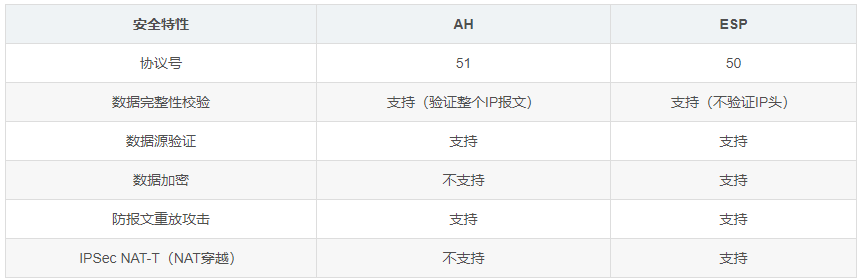 安全特性 AH ESP
协议号 51 50
数据完整性校验 支持（验证整个IP报文） 支持（不验证IP头）
数据源验证 支持 支持
数据加密 不支持 支持
防报文重放攻击 支持 支持
IPSec NAT-T（NAT穿越） 不支持 支持